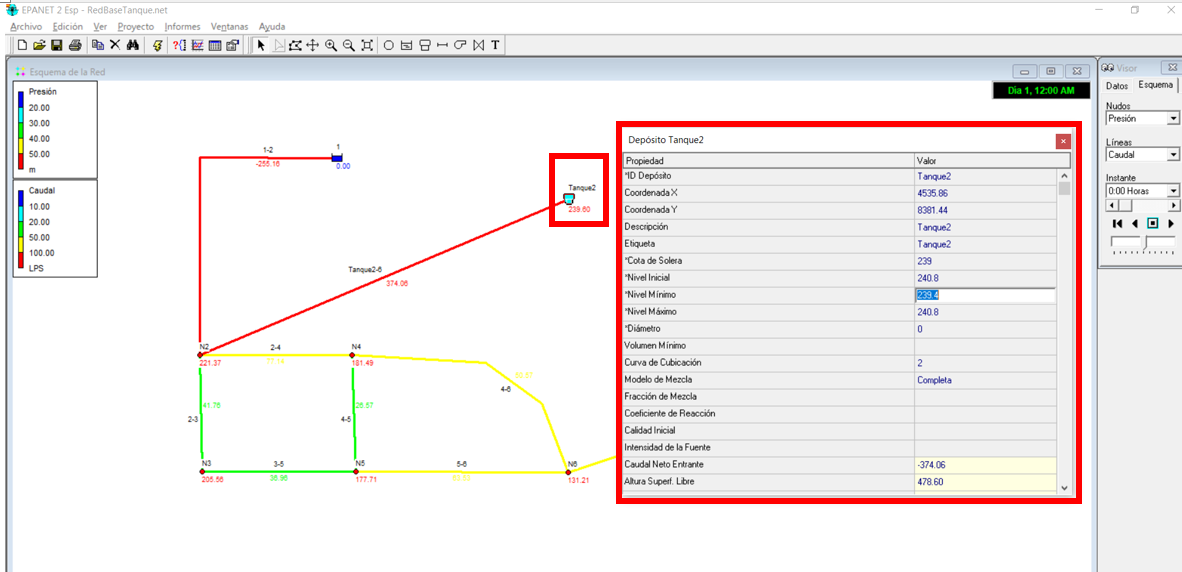 EPANET 2 Esp - RedBaseTanque.net
Archivo Edición Ver Proyecto Informes Ventanas Ayuda
Esquema de la Red
Día 1, 12:00 AM
Presión
20.00
30.00
40.00
50.00
m
Caudal
10.00
20.00
50.00
100.00
LPS
1-2
-255.16
1
0.00
Tanque2
239.60
Tanque2-6
374.06
N2
221.37
2-4
N4
181.49
4-6
2-3
41.76
4-5
26.57
N3
205.56
3-5
36.96
N5
177.71
5-6
N6
131.21
Depósito Tanque2
Propiedad Valor
*ID Depósito Tanque2
Coordenada X 4535.86
Coordenada Y 8381.44
Descripción Tanque2
Etiqueta Tanque2
*Cota de Solera 239
*Nivel Inicial 240.8
*Nivel Mínimo 239.4
*Nivel Máximo 240.8
*Diámetro 0
Volumen Mínimo
Curva de Cubicación 2
Modelo de Mezcla Completa
Fracción de Mezcla
Coeficiente de Reacción
Calidad Inicial
Intensidad de la Fuente
Caudal Neto Entrante -374.06
Altura Superf. Libre 478.60
Visor
Datos Esquema
Nudos
Presión
Líneas
Caudal
Instante
0:00 Horas